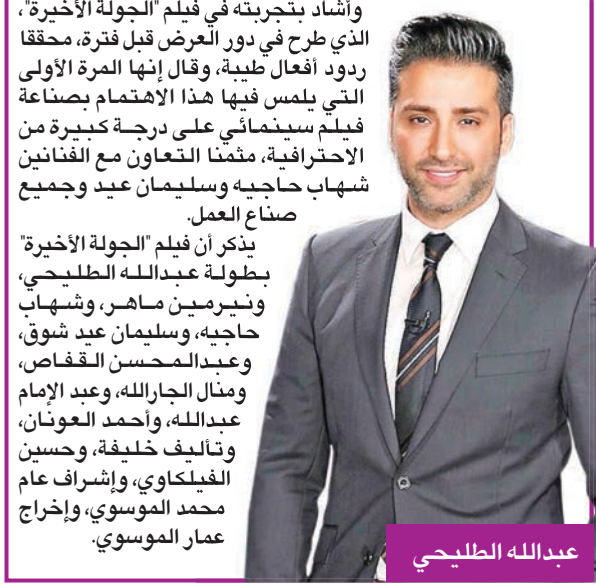 وأشاد بتجربته في فيلم "الجولة الأخيرة"،
الذي طرح في دور العرض قبل فترة، محققا
ردود أفعال طيبة، وقال إنها المرة الأولى
التي يلمس فيها هذا الاهتمام بصناعة
فيلم سينمائي على درجة كبيرة من
الاحترافية، مثمنا التعاون مع الفنانين
شهاب حاجيه وسليمان عيد وجميع
صناع العمل.
يذكر أن فيلم "الجولة الأخيرة"
بطولة عبدالله الطليحي،
ونيرمين ماهر، وشهاب
حاجيه، وسليمان عيد شوق،
وعبدالمحسن القفاص،
ومنال الجارالله، وعبد الإمام
عبدالله، وأحمد العونان،
وتأليف خليفة، وحسين
الفيلكاوي، وإشراف عام
محمد الموسوي، وإخراج
عمار الموسوي.
عبدالله الطليحي